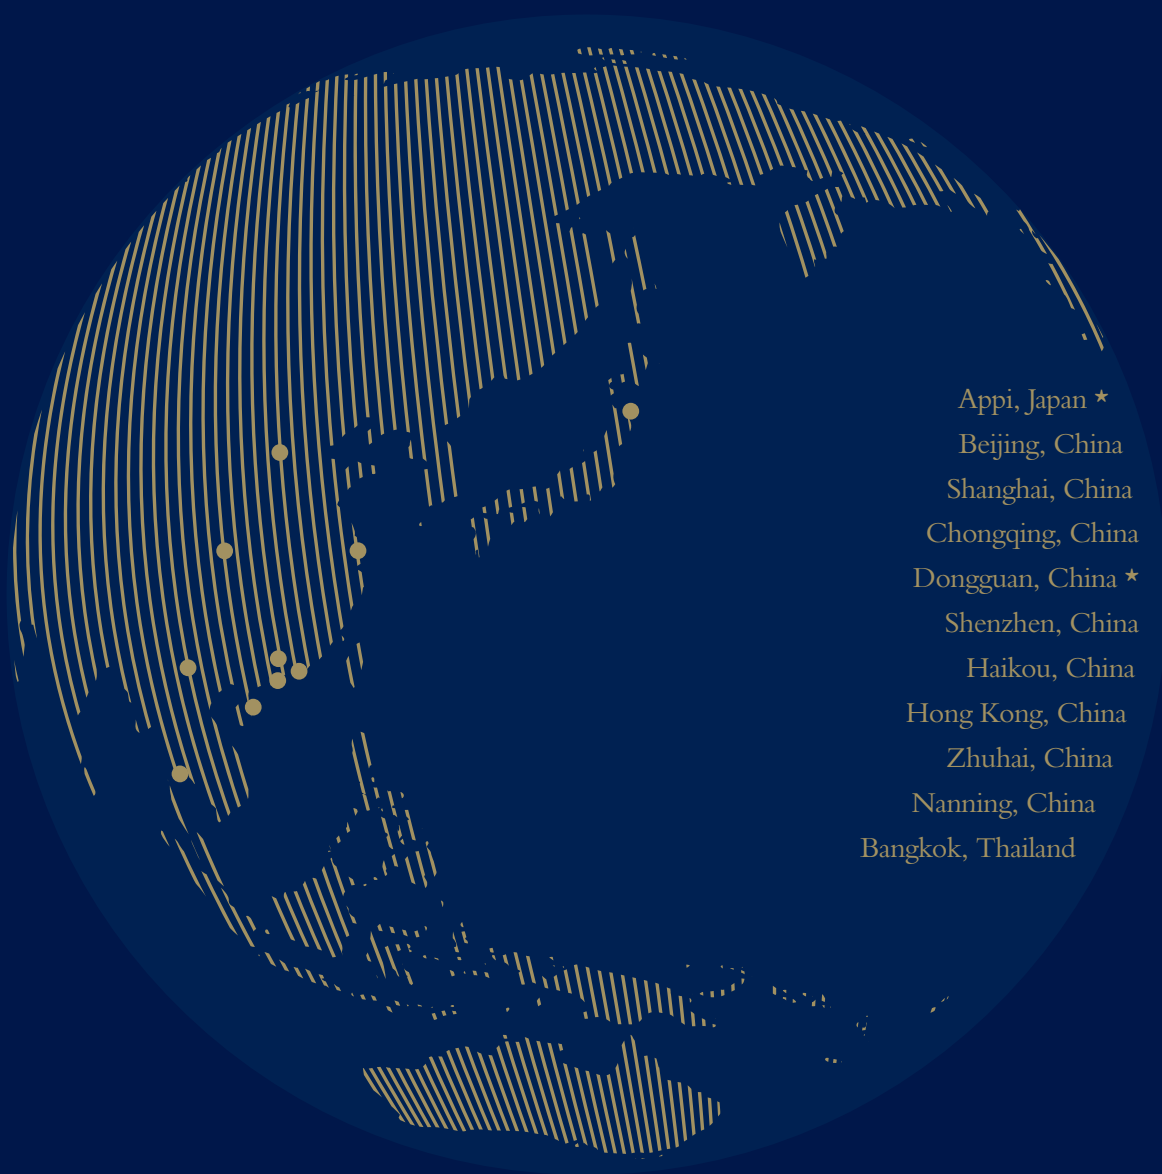 Appi, Japan ★
Beijing, China
Shanghai, China
Chongqing, China
Dongguan, China ★
Shenzhen, China
Haikou, China
Hong Kong, China
Zhuhai, China
Nanning, China
Bangkok, Thailand